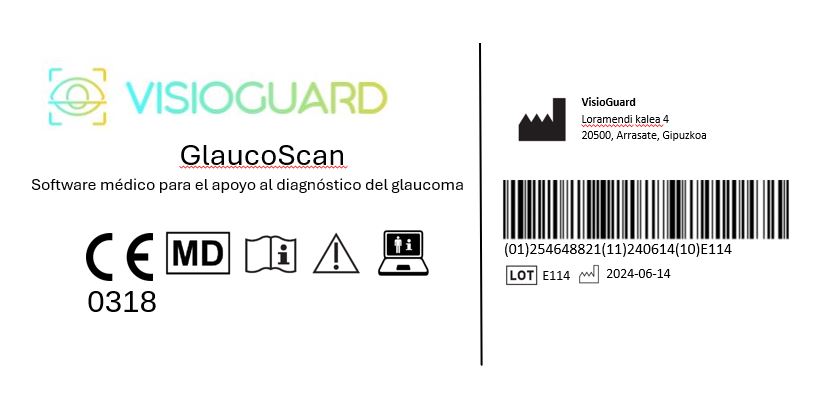 VISIOGUARD
GlaucoScan
Software médico para el apoyo al diagnóstico del glaucoma
CE MD i i
0318
VisioGuard
Loramendi kalea 4
20500, Arrasate, Gipuzkoa
(01)254648821(11)240614(10)E114
LOT E114 2024-06-14